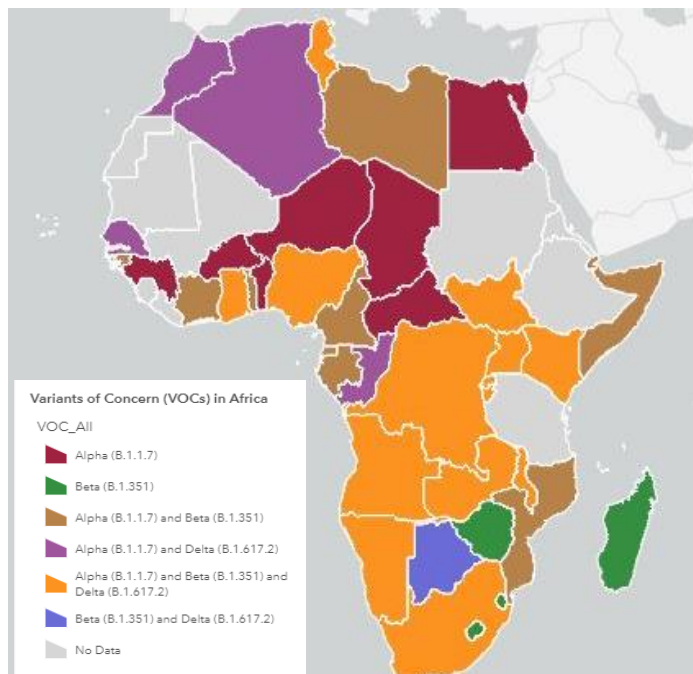 Variants of Concern (VOCs) in Africa
VOC_All
Alpha (B.1.1.7)
Beta (B.1.351)
Alpha (B.1.1.7) and Beta (B.1.351)
Alpha (B.1.1.7) and Delta (B.1.617.2)
Alpha (B.1.1.7) and Beta (B.1.351) and
Delta (B.1.617.2)
Beta (B.1.351) and Delta (B.1.617.2)
No Data